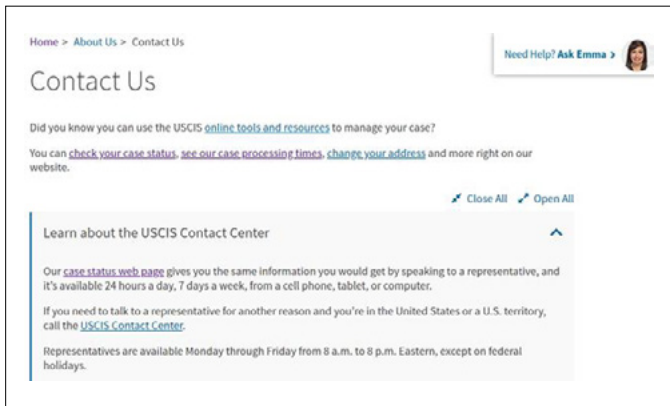 Home > About Us > Contact Us
Need Help? Ask Emma >
Contact Us
Did you know you can use the USCIS online tools and resources to manage your case?
You can check your case status, see our case processing times, change your address and more right on our
website.
Close All Open All
Learn about the USCIS Contact Center
Our case status web page gives you the same information you would get by speaking to a representative, and
it's available 24 hours a day, 7 days a week, from a cell phone, tablet, or computer.
If you need to talk to a representative for another reason and you're in the United States or a U.S. territory,
call the USCIS Contact Center.
Representatives are available Monday through Friday from 8 a.m. to 8 p.m. Eastern, except on federal
holidays.